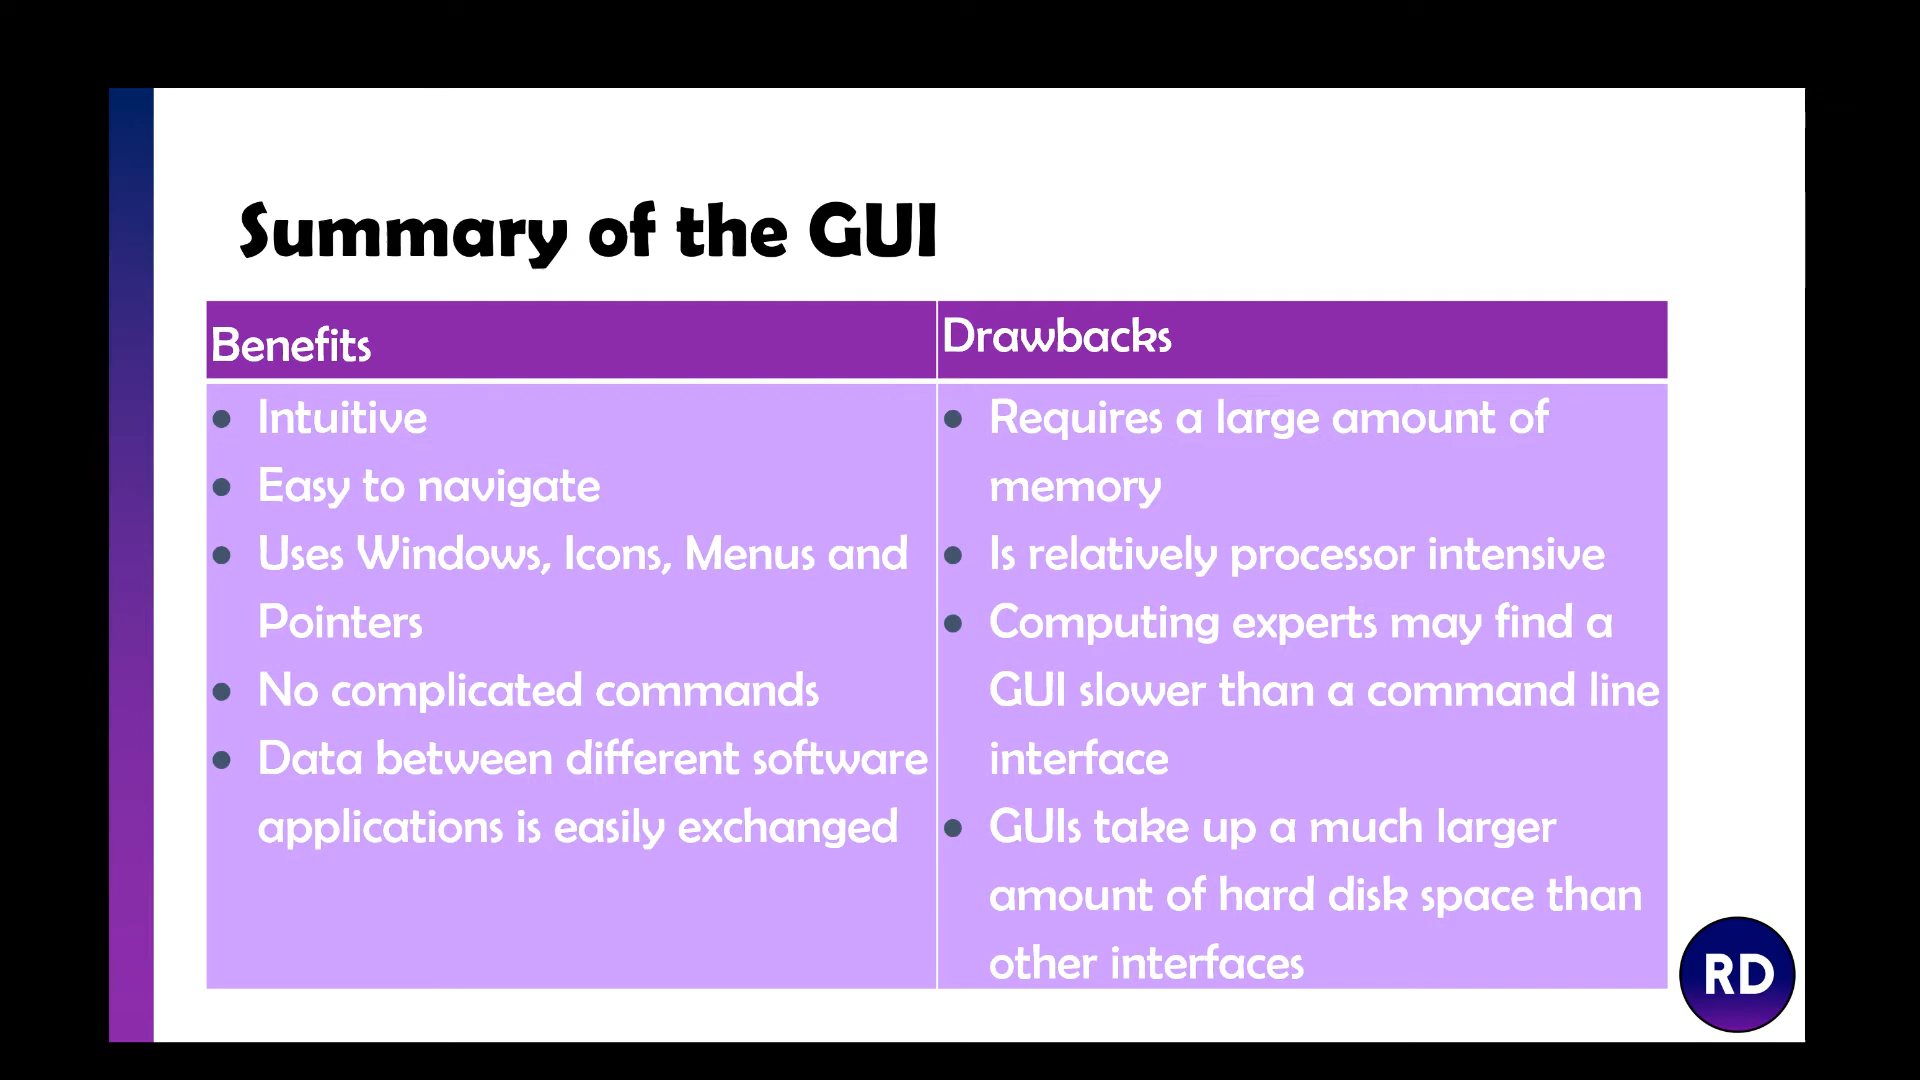 Summary of the GUI
Benefits
• Intuitive
• Easy to navigate
• Uses Windows, Icons, Menus and
Pointers
• No complicated commands
• Data between different software
applications is easily exchanged
Drawbacks
• Requires a large amount of
memory
• Is relatively processor intensive
• Computing experts may find a
GUI slower than a command line
interface
• GUIs take up a much larger
amount of hard disk space than
other interfaces
RD